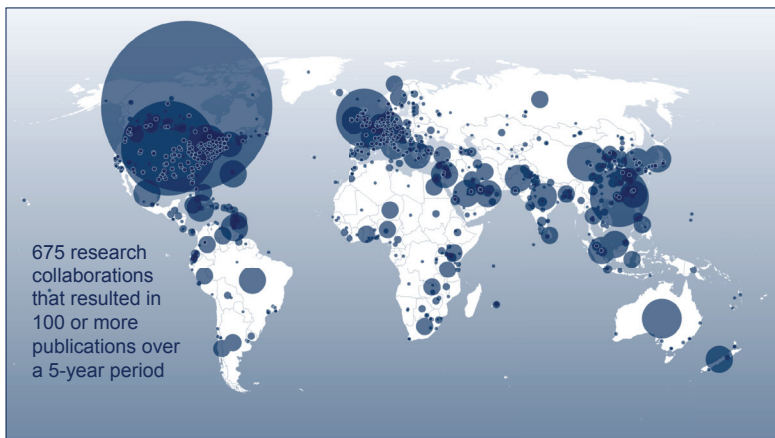 675 research
collaborations
that resulted in
100 or more
publications over
a 5-year period